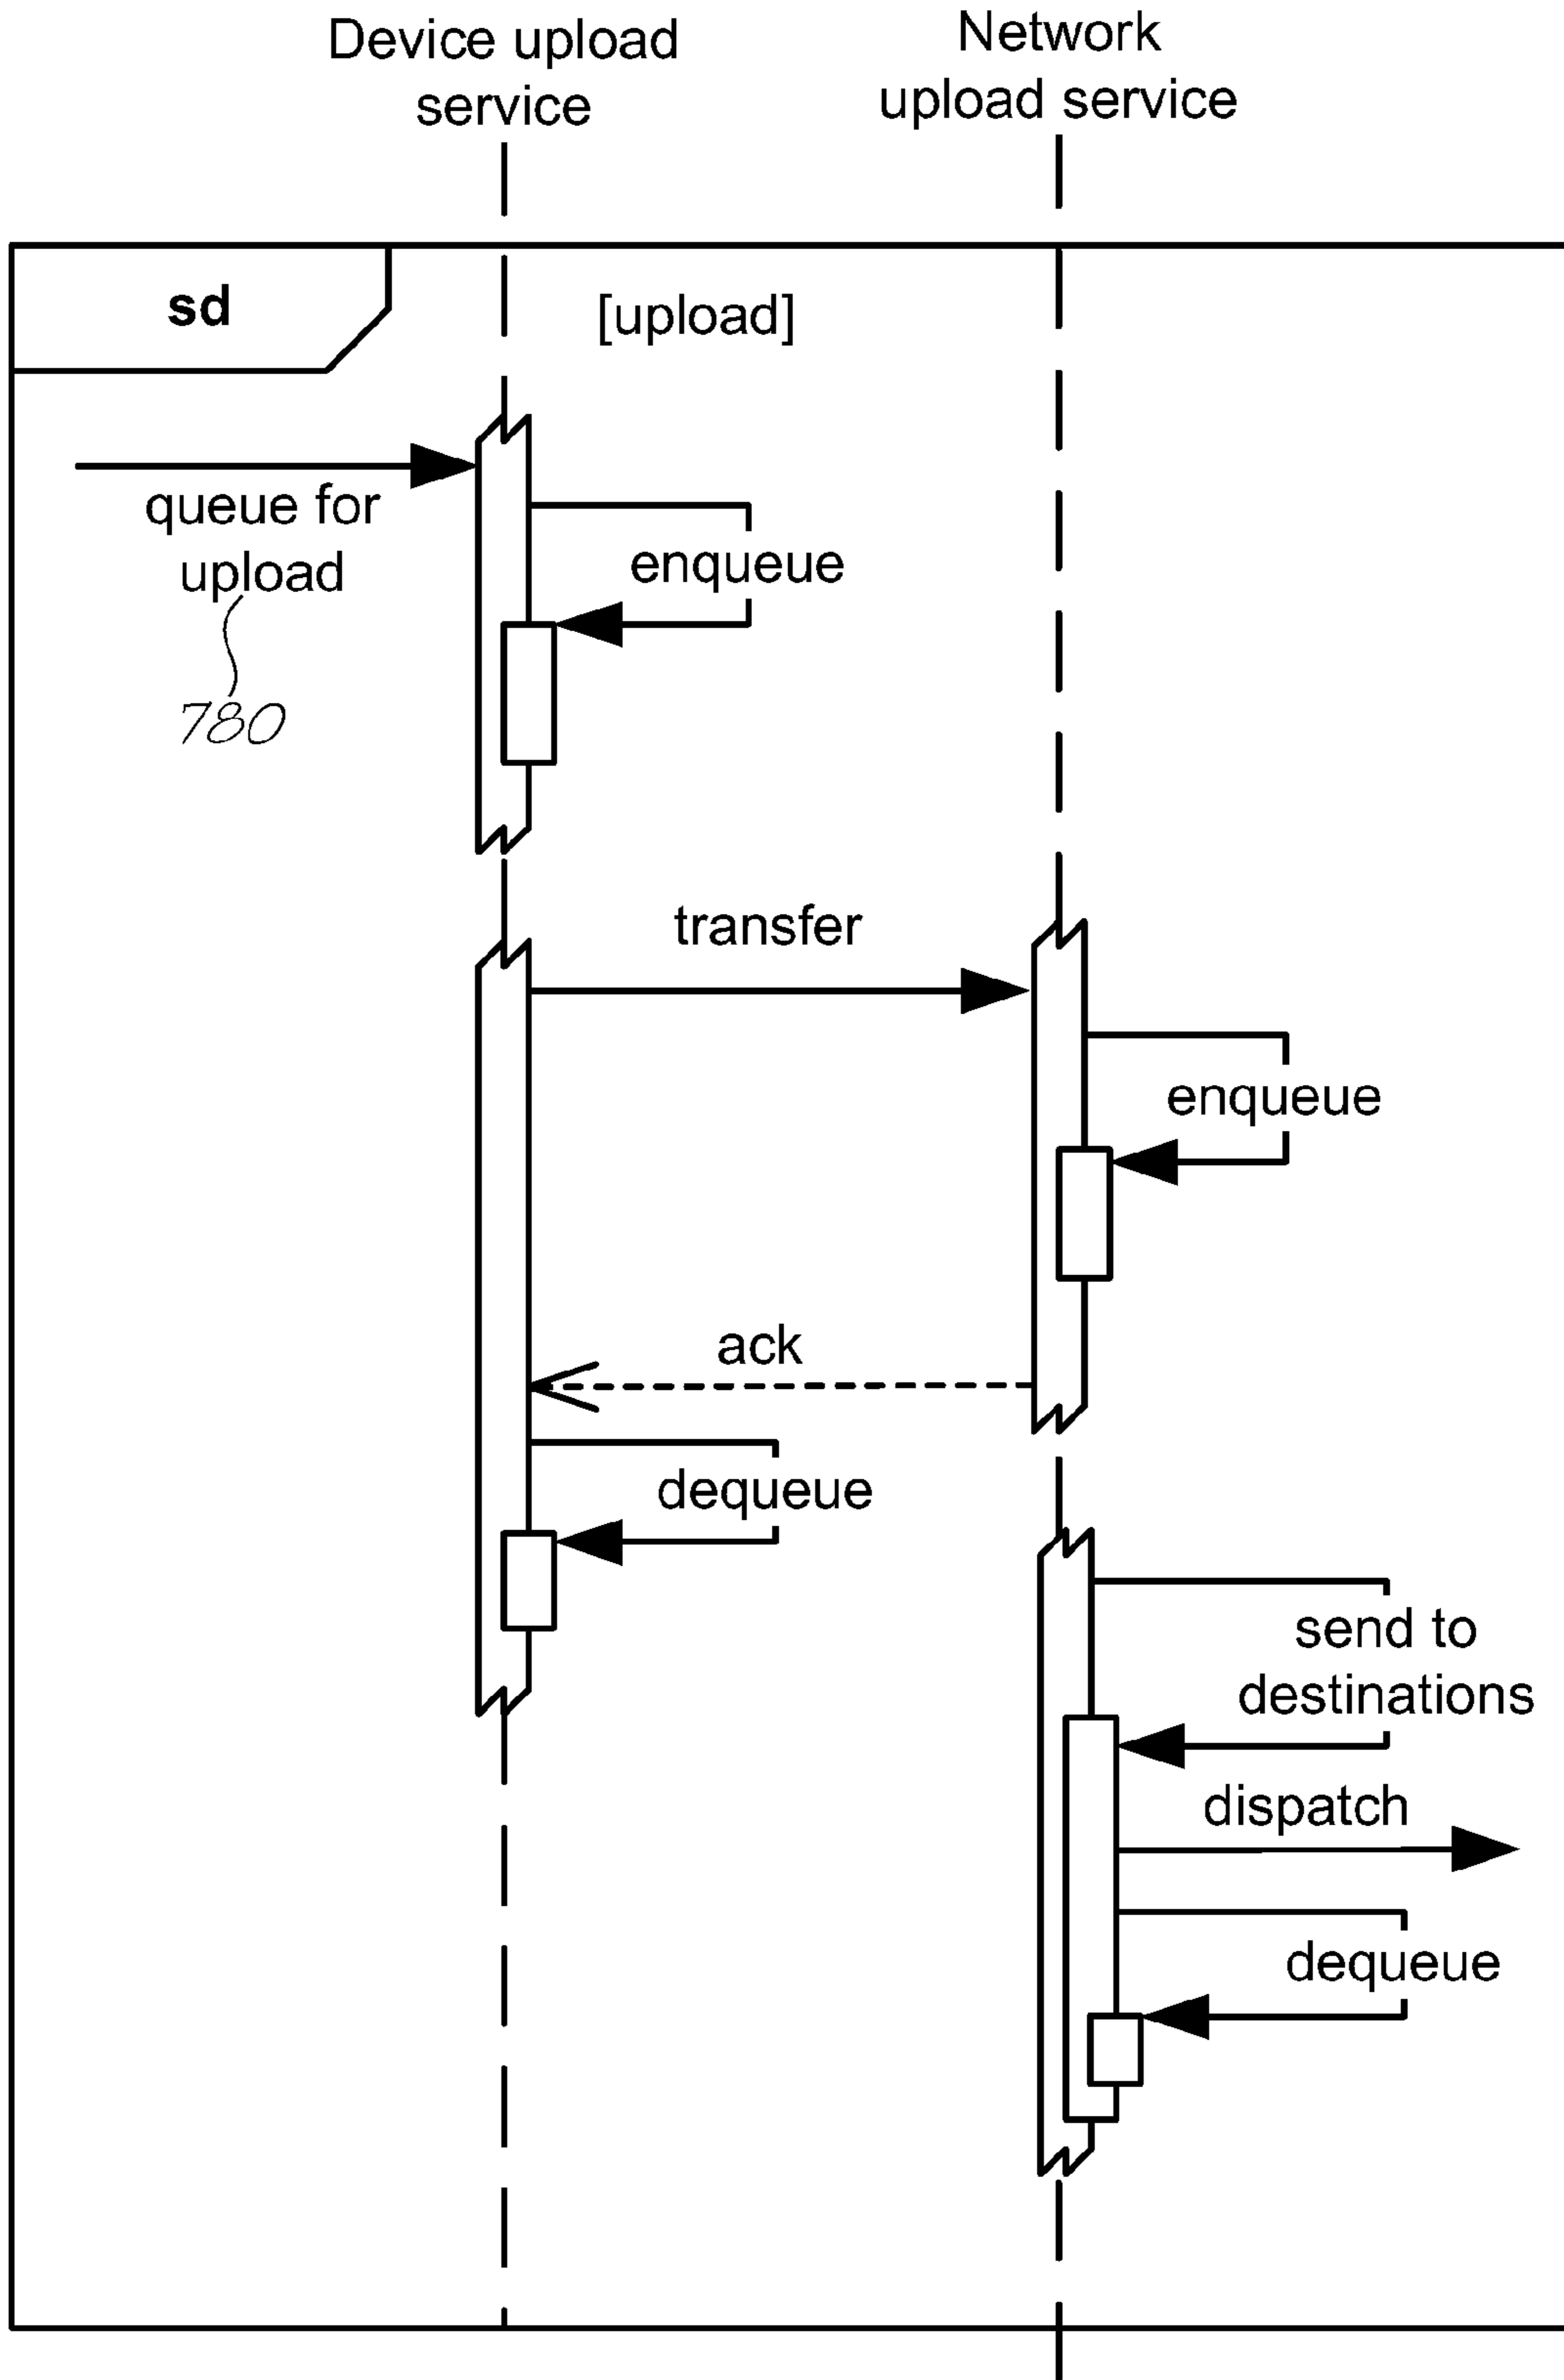 Device upload
service
Network
upload service
sd
[upload]
queue for
upload
780
enqueue
transfer
enqueue
ack
dequeue
send to
destinations
dispatch
dequeue